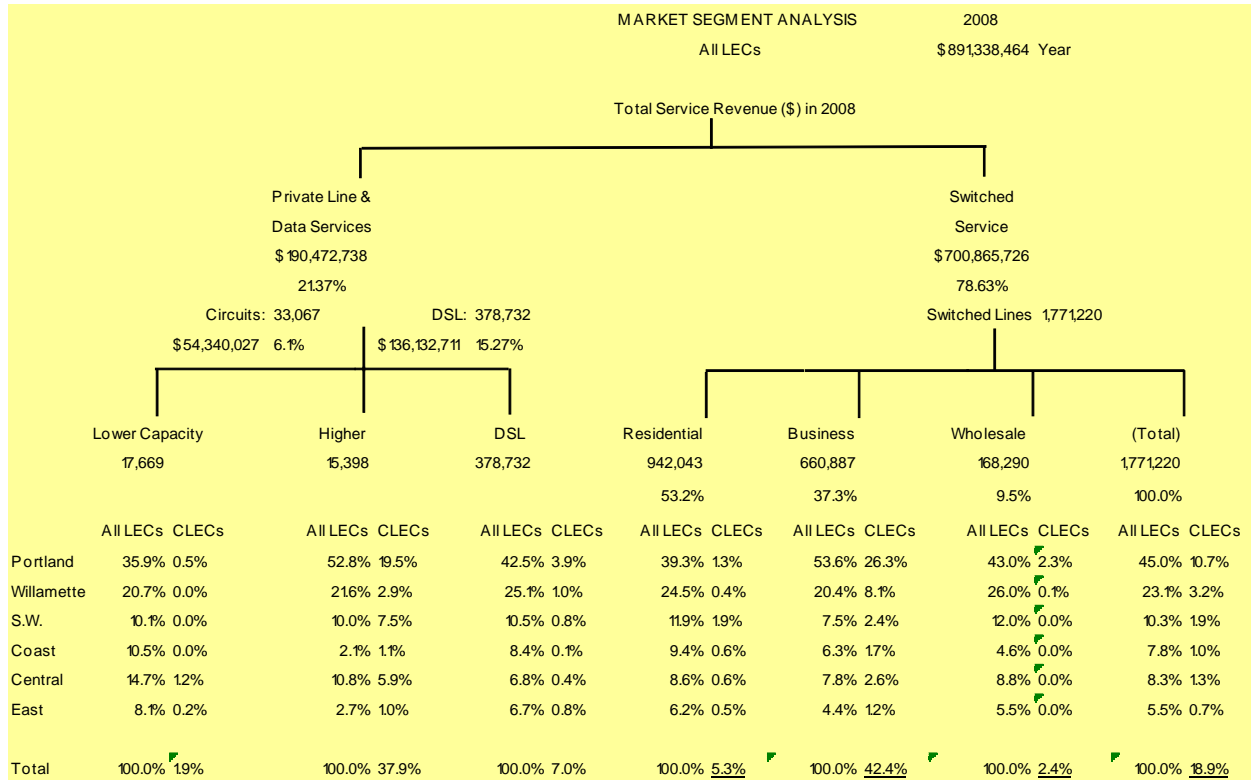 MARKET SEGMENT ANALYSIS 2008
All LECs $891,338,464 Year
Total Service Revenue ($) in 2008
Private Line & Switched
Data Services Service
$190,472,738 $700,865,726
21.37% 78.63%
Circuits: 33,067 DSL: 378,732 Switched Lines 1,771,220
$54,340,027 6.1% $136,132,711 15.27%
Lower Capacity Higher DSL Residential Business Wholesale (Total)
17,669 15,398 378,732 942,043 660,887 168,290 1,771,220
53.2% 37.3% 9.5% 100.0%
All LECs CLECs All LECs CLECs All LECs CLECs All LECs CLECs All LECs CLECs All LECs CLECs All LECs CLECs
Portland 35.9% 0.5% 52.8% 19.5% 42.5% 3.9% 39.3% 1.3% 53.6% 26.3% 43.0% 2.3% 45.0% 10.7%
Willamette 20.7% 0.0% 21.6% 2.9% 25.1% 1.0% 24.5% 0.4% 20.4% 8.1% 26.0% 0.1% 23.1% 3.2%
S.W. 10.1% 0.0% 10.0% 7.5% 10.5% 0.8% 11.9% 1.9% 7.5% 2.4% 12.0% 0.0% 10.3% 1.9%
Coast 10.5% 0.0% 2.1% 1.1% 8.4% 0.1% 9.4% 0.6% 6.3% 1.7% 4.6% 0.0% 7.8% 1.0%
Central 14.7% 1.2% 10.8% 5.9% 6.8% 0.4% 8.6% 0.6% 7.8% 2.6% 8.8% 0.0% 8.3% 1.3%
East 8.1% 0.2% 2.7% 1.0% 6.7% 0.8% 6.2% 0.5% 4.4% 1.2% 5.5% 0.0% 5.5% 0.7%
Total 100.0% 1.9% 100.0% 37.9% 100.0% 7.0% 100.0% 5.3% 100.0% 42.4% 100.0% 2.4% 100.0% 18.9%